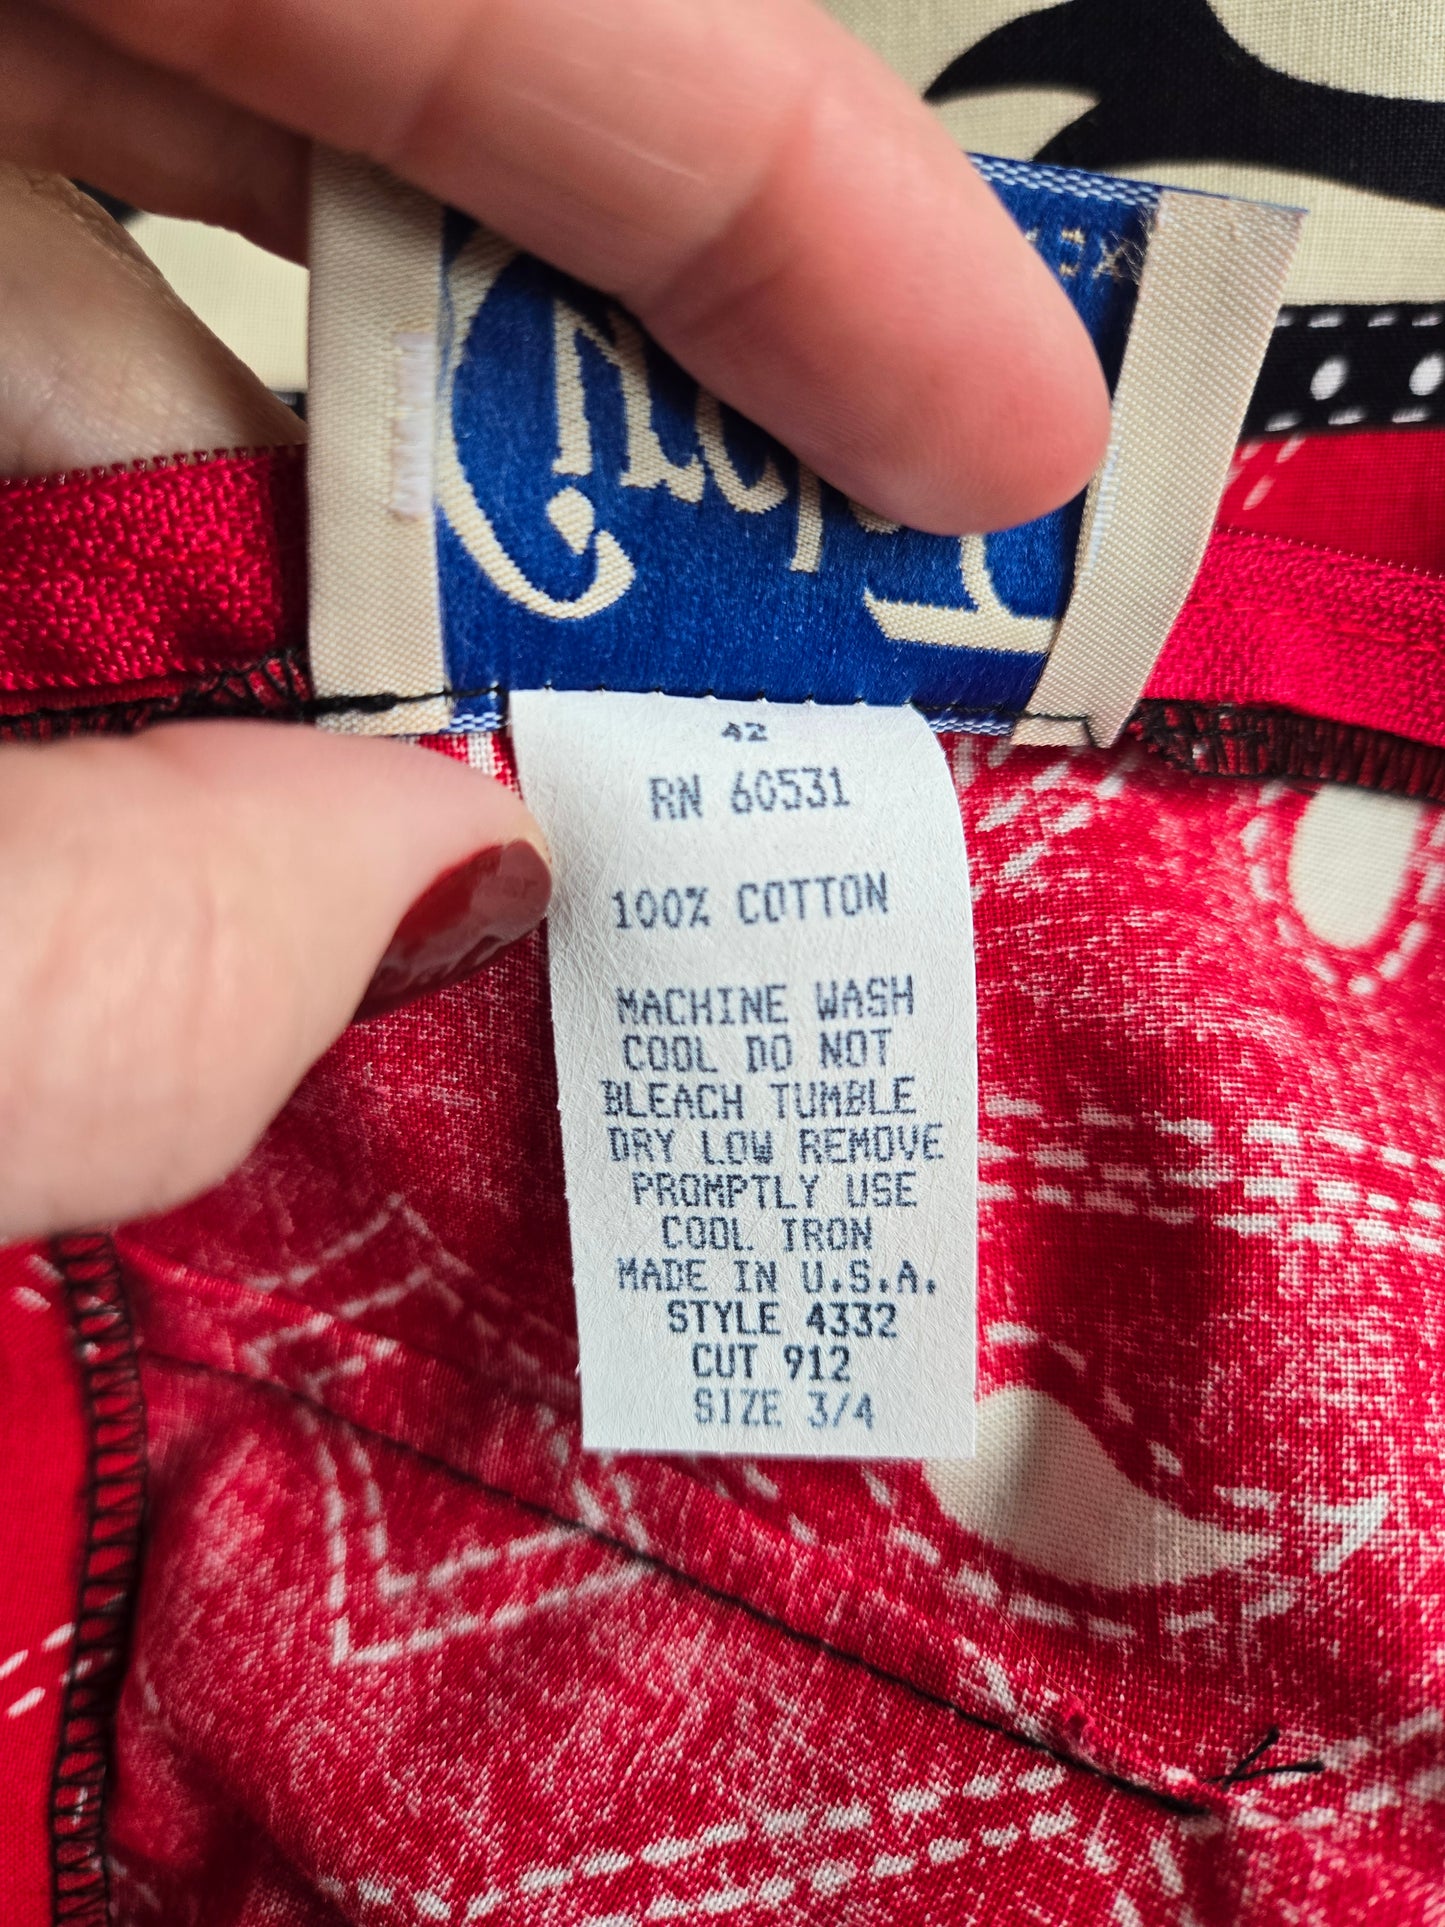 42
RN 60531
100% COTTON
MACHINE WASH
COOL DO NOT
BLEACH TUMBLE
DRY LOW REMOVE
PROMPTLY USE
COOL IRON
MADE IN U.S.A.
STYLE 4332
CUT 912
SIZE 3/4